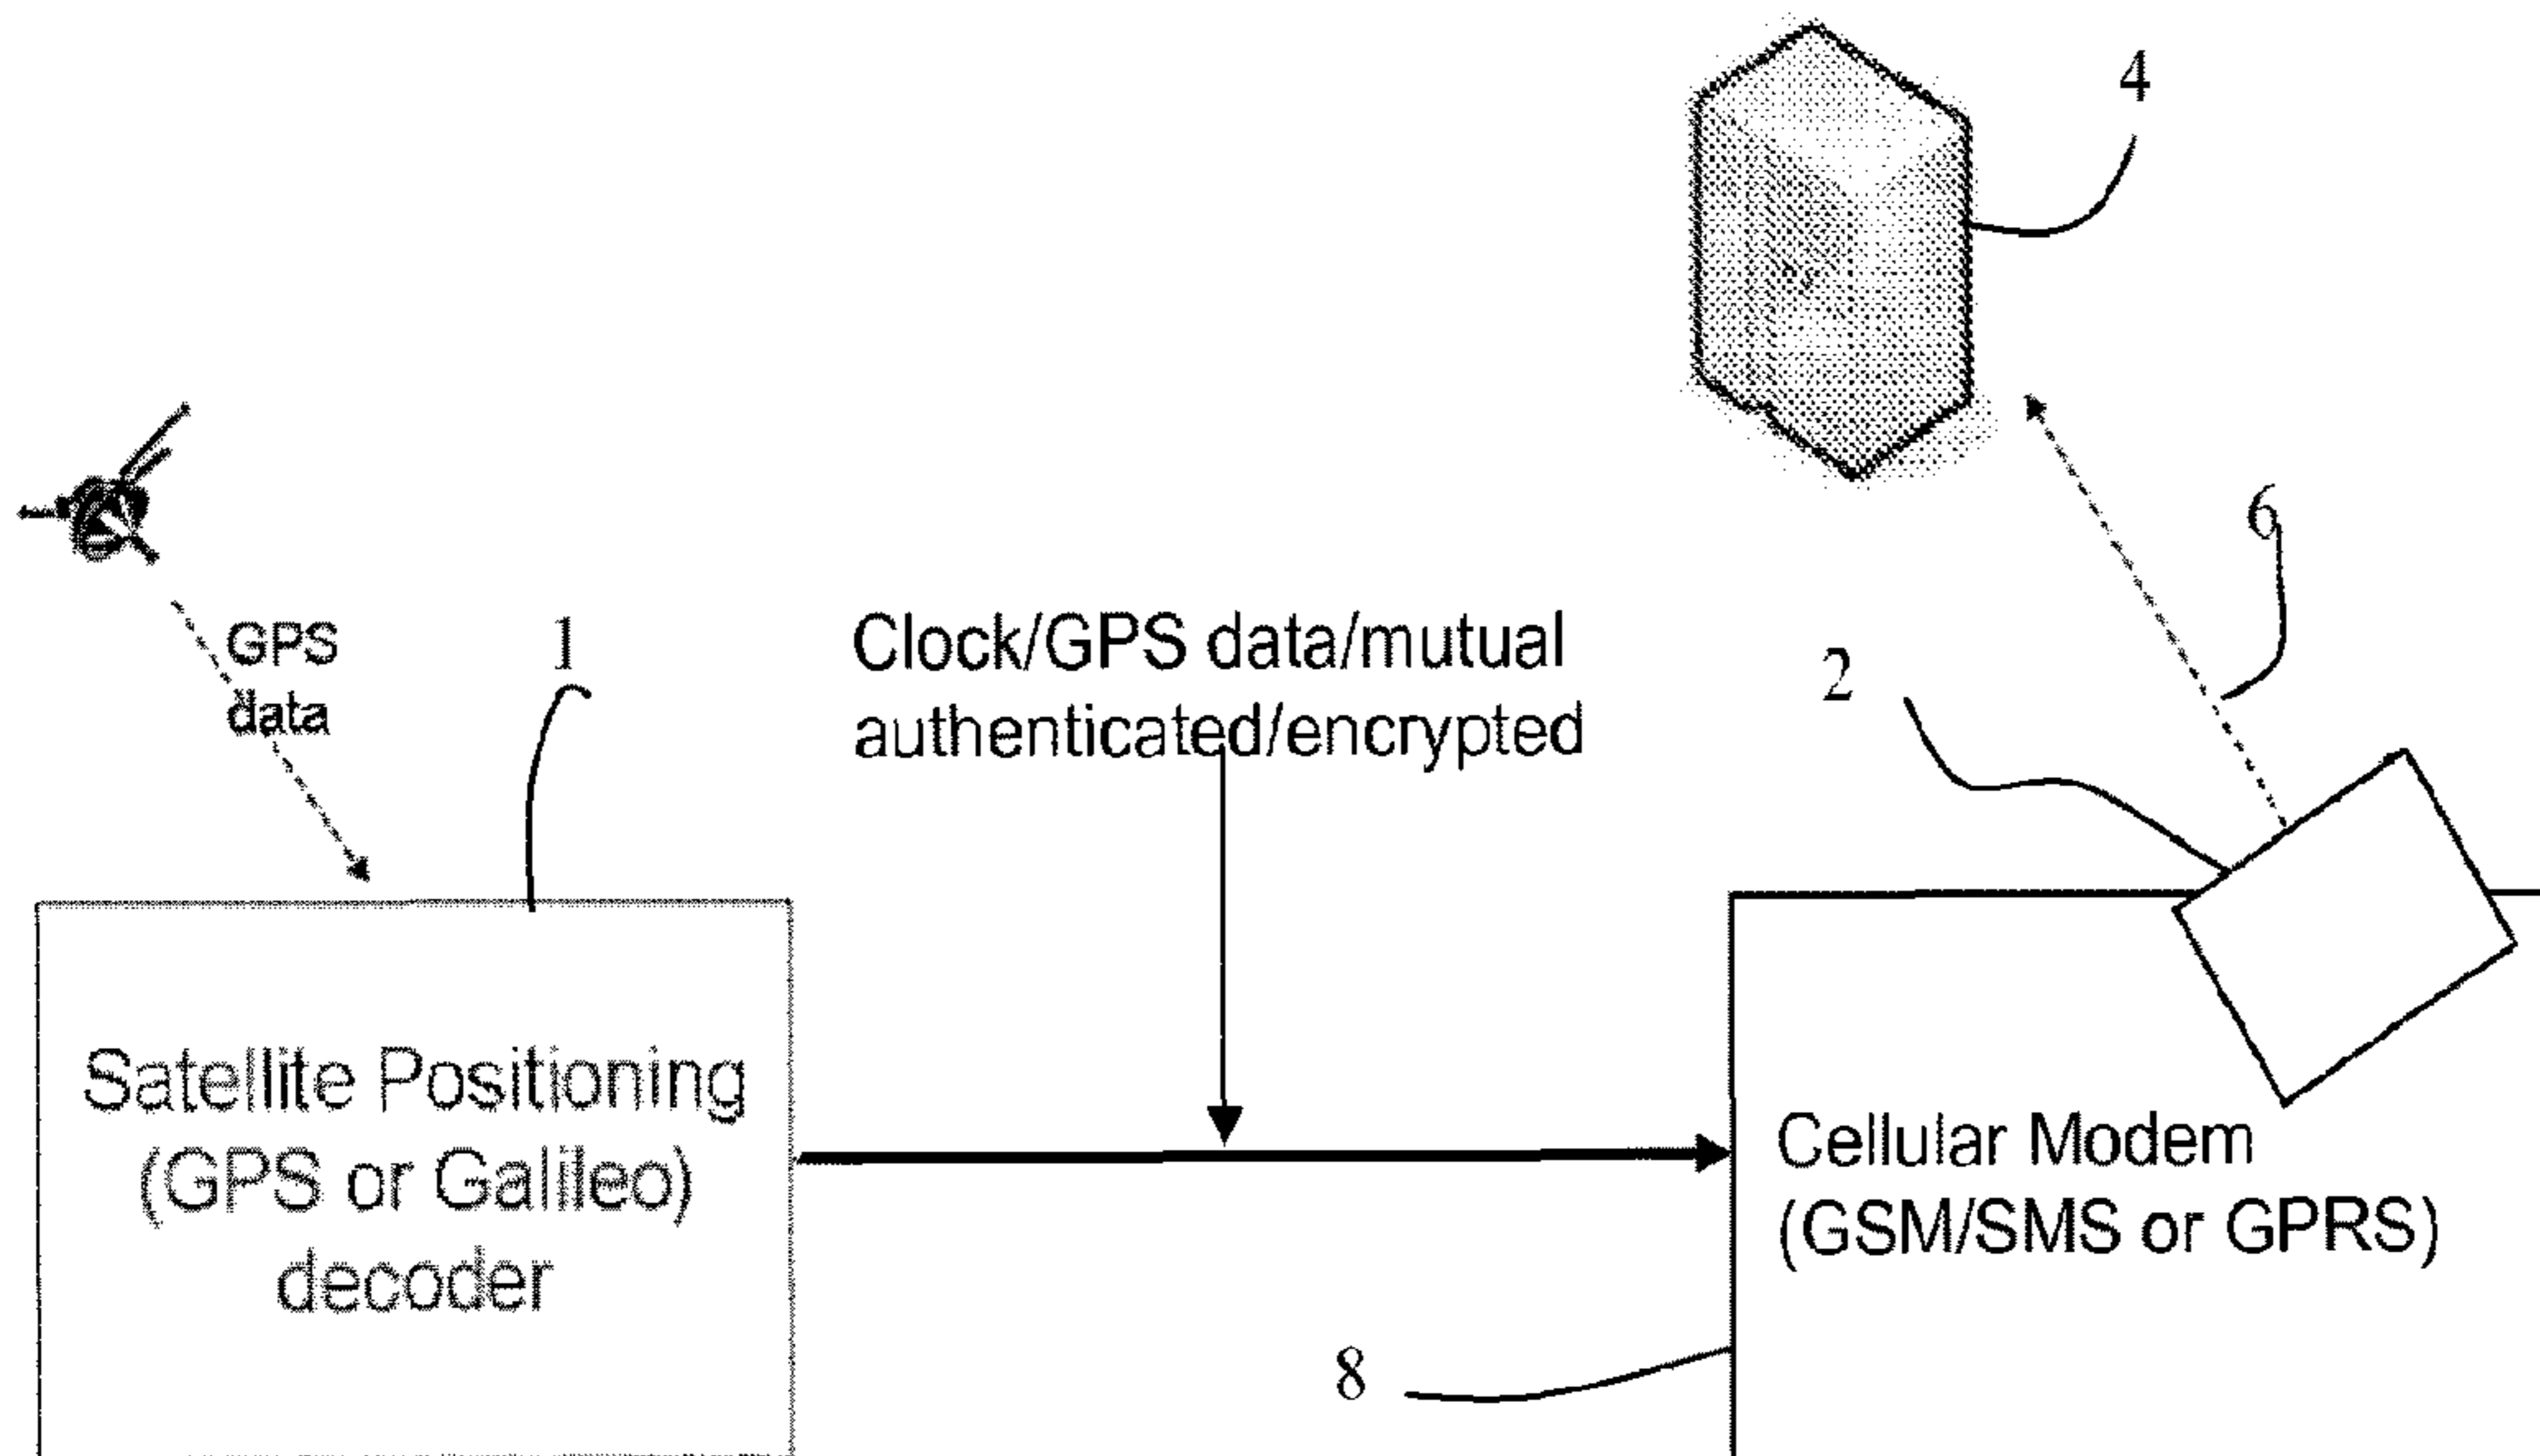 4
6
GPS
data
1
Clock/GPS data/mutual
authenticated/encrypted
2
Satellite Positioning
(GPS or Galileo)
decoder
Cellular Modem
(GSM/SMS or GPRS)
8